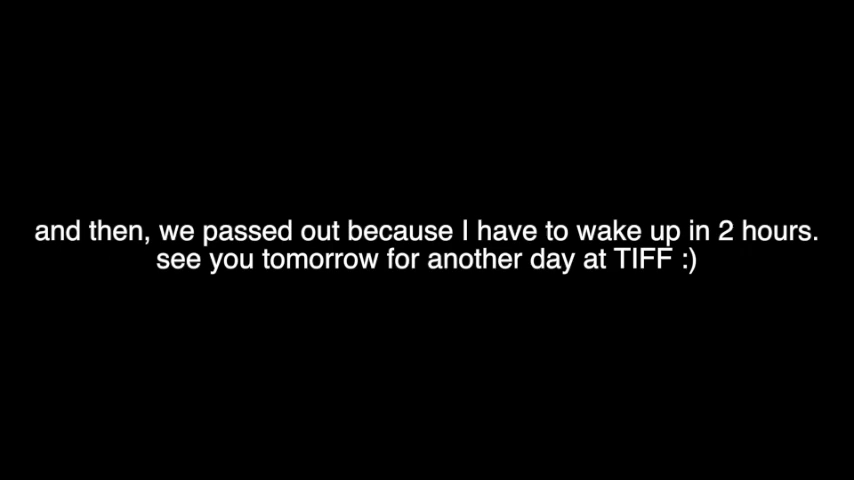 and then, we passed out because I have to wake up in 2 hours.
see you tomorrow for another day at TIFF :)